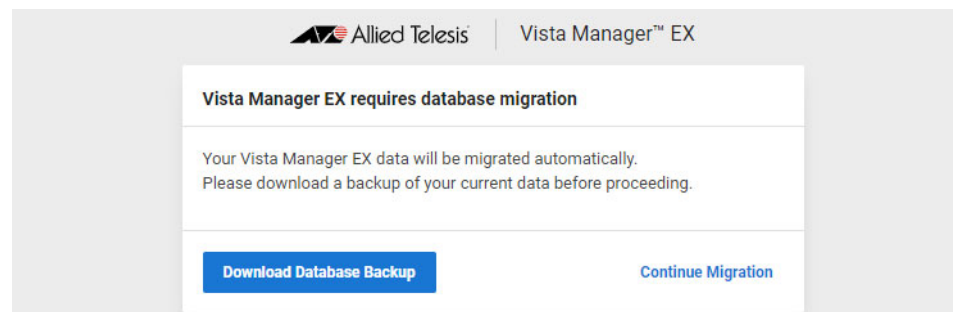 Allied Telesis Vista Manager™ EX
Vista Manager EX requires database migration
Your Vista Manager EX data will be migrated automatically.
Please download a backup of your current data before proceeding.
Download Database Backup Continue Migration